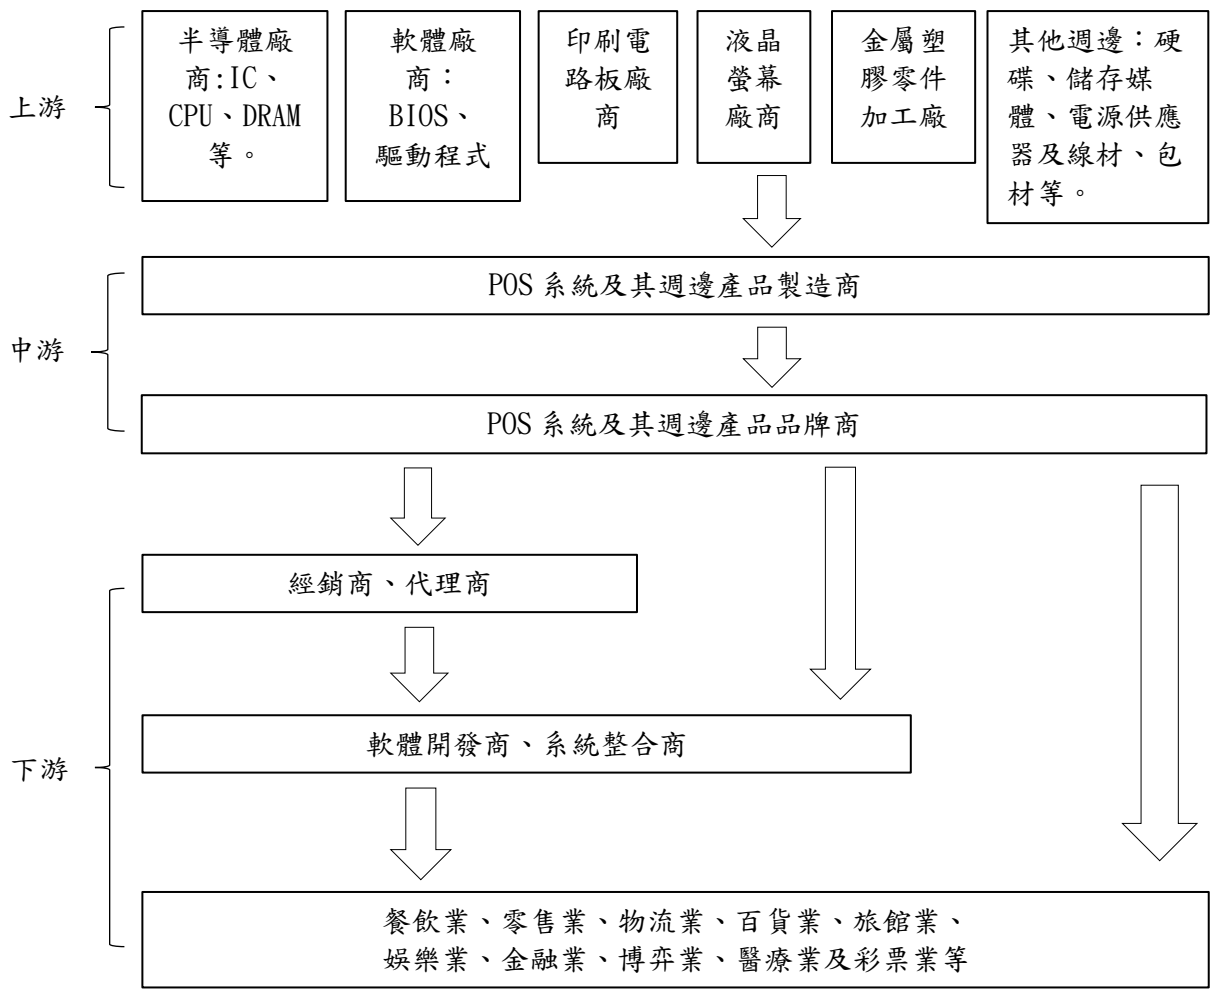 上游
半導體廠
商:IC、
CPU、DRAM
等。
軟體廠
商：
BIOS、
驅動程式
印刷電
路板廠
商
液晶
螢幕
廠商
金屬塑
膠零件
加工廠
其他週邊：硬
碟、儲存媒
體、電源供應
器及線材、包
材等。
中游
POS 系統及其週邊產品製造商
POS 系統及其週邊產品品牌商
下游
經銷商、代理商
軟體開發商、系統整合商
餐飲業、零售業、物流業、百貨業、旅館業、
娛樂業、金融業、博弈業、醫療業及彩票業等